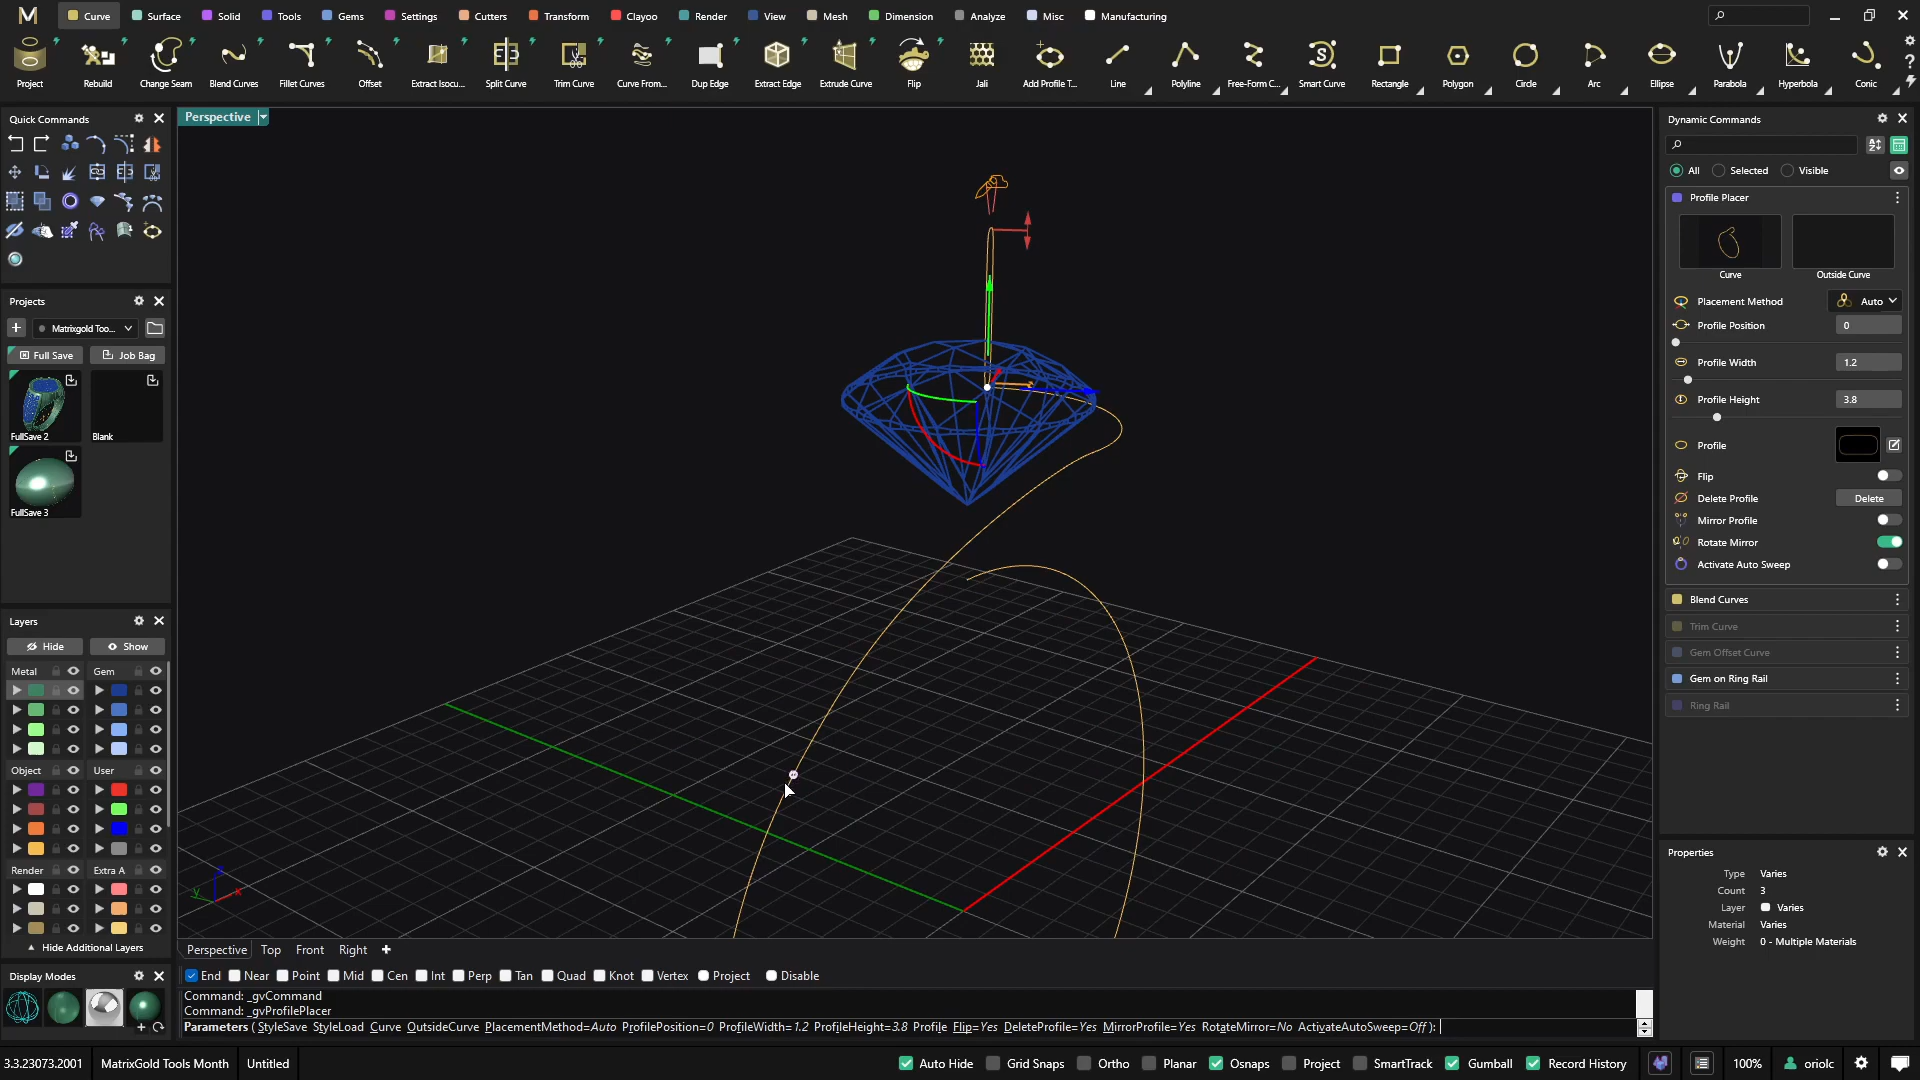 Curve
Surface
Solid
Tools
Gems
Settings
Cutters
Transform
Clayoo
Render
View
Mesh
Dimension
Analyze
Misc
Manufacturing
Project
Rebuild
Change Seam
Blend Curves
Fillet Curves
Offset
Extract Isocu...
Split Curve
Trim Curve
Curve From...
Dup Edge
Extract Edge
Extrude Curve
Flip
Jali
Add Profile T...
Line
Polyline
Free-Form C...
Smart Curve
Rectangle
Polygon
Circle
Arc
Ellipse
Parabola
Hyperbola
Conic
Quick Commands
Projects
Matrixgold Too...
Full Save
Job Bag
FullSave 2
Blank
FullSave 3
Layers
Hide
Show
Metal
Gem
Object
User
Render
Extra A
Hide Additional Layers
Display Modes
Perspective
Perspective
Top
Front
Right
End
Near
Point
Mid
Cen
Int
Perp
Tan
Quad
Knot
Vertex
Project
Disable
Command: _gvCommand
Command: _gvProfilePlacer
Parameters ( StyleSave StyleLoad Curve OutsideCurve PlacementMethod=Auto ProfilePosition=0 ProfileWidth=1.2 ProfileHeight=3.8 Profile Flip=Yes DeleteProfile=Yes MirrorProfile=Yes RotateMirror=No ActivateAutoSweep=Off ):
Dynamic Commands
All
Selected
Visible
Profile Placer
Curve
Outside Curve
Placement Method
Auto
Profile Position
0
Profile Width
1.2
Profile Height
3.8
Profile
Flip
Delete Profile
Delete
Mirror Profile
Rotate Mirror
Activate Auto Sweep
Blend Curves
Trim Curve
Gem Offset Curve
Gem on Ring Rail
Ring Rail
Properties
Type Varies
Count 3
Layer Varies
Material Varies
Weight 0 - Multiple Materials
3.3.23073.2001
MatrixGold Tools Month
Untitled
Auto Hide
Grid Snaps
Ortho
Planar
Osnaps
Project
SmartTrack
Gumball
Record History
100%
oriolc